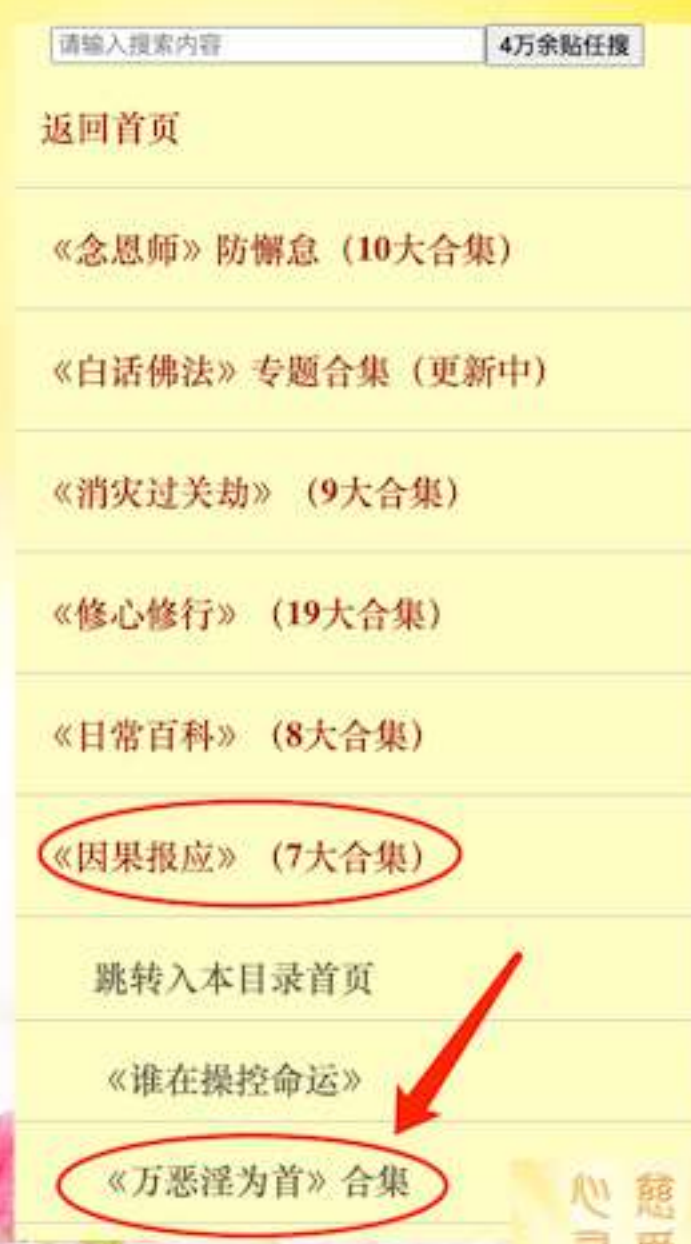 请输入搜索内容 4万余贴任搜
返回首页
《念恩师》防懈怠（10大合集）
《白话佛法》专题合集（更新中）
《消灾过关劫》（9大合集）
《修心修行》（19大合集）
《日常百科》（8大合集）
《因果报应》（7大合集）
跳转入本目录首页
《谁在操控命运》
《万恶淫为首》合集
心 慈